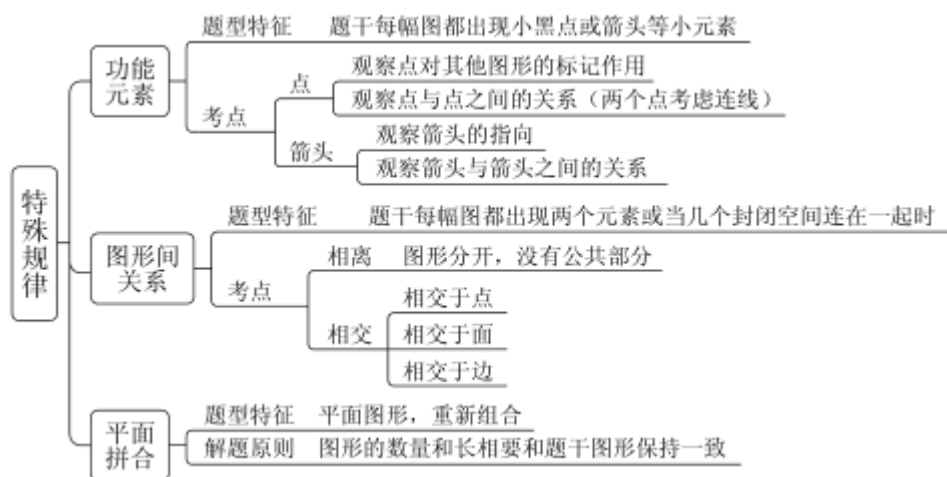 特殊规律
功能元素
题型特征 题干每幅图都出现小黑点或箭头等小元素
考点
点
观察点对其他图形的标记作用
观察点与点之间的关系（两个点考虑连线）
箭头
观察箭头的指向
观察箭头与箭头之间的关系
图形间关系
题型特征 题干每幅图都出现两个元素或当几个封闭空间连在一起时
考点
相离 图形分开，没有公共部分
相交
相交于点
相交于面
相交于边
平面拼合
题型特征 平面图形，重新组合
解题原则 图形的数量和长相要和题干图形保持一致